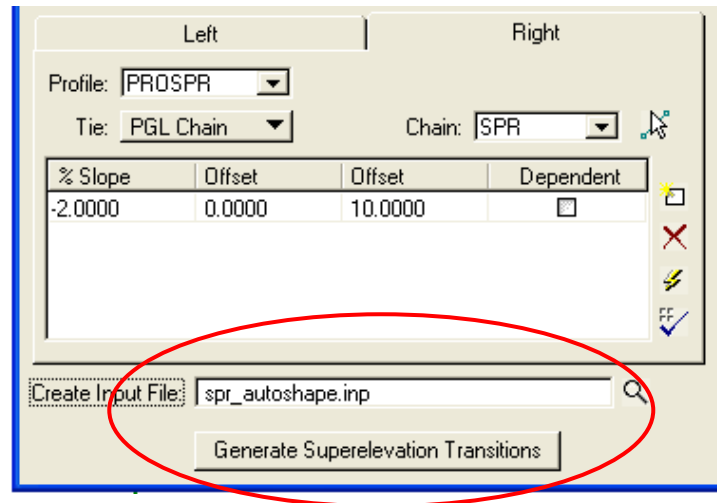 Left Right
Profile: PROSPR
Tie: PGL Chain Chain: SPR
% Slope Offset Offset Dependent
-2.0000 0.0000 10.0000
FF
Create Input File: spr_autoshape.inp
Generate Superelevation Transitions